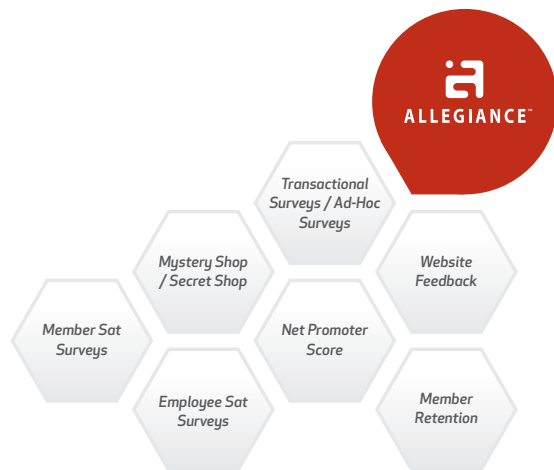 ALLEGIANCE™
Transactional
Surveys / Ad-Hoc
Surveys
Mystery Shop
/ Secret Shop
Website
Feedback
Member Sat
Surveys
Net Promoter
Score
Employee Sat
Surveys
Member
Retention